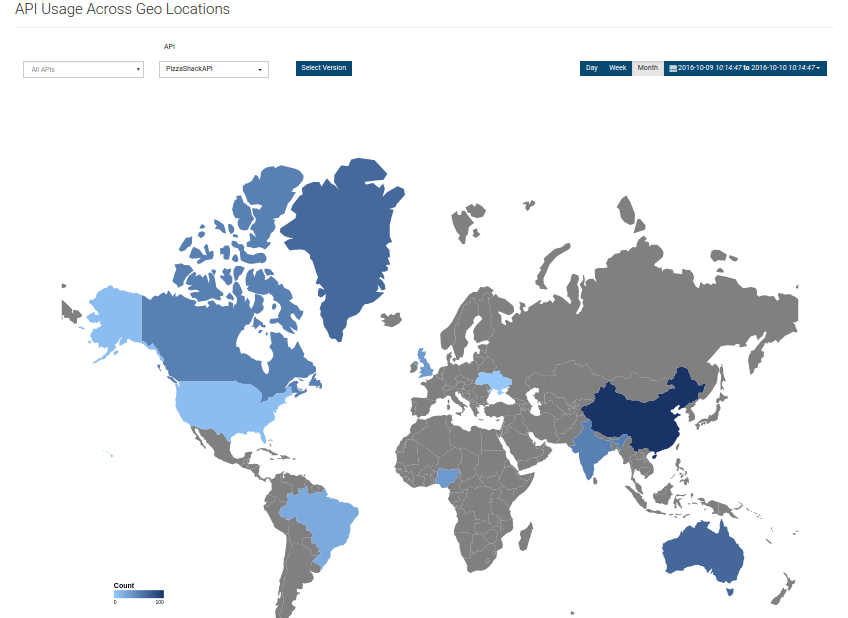 API Usage Across Geo Locations
API
All APIs
PizzaShackAPI
Select Version
Day Week Month 2016-10-09 10:14:47 to 2016-10-10 10:14:47
Count
0 100